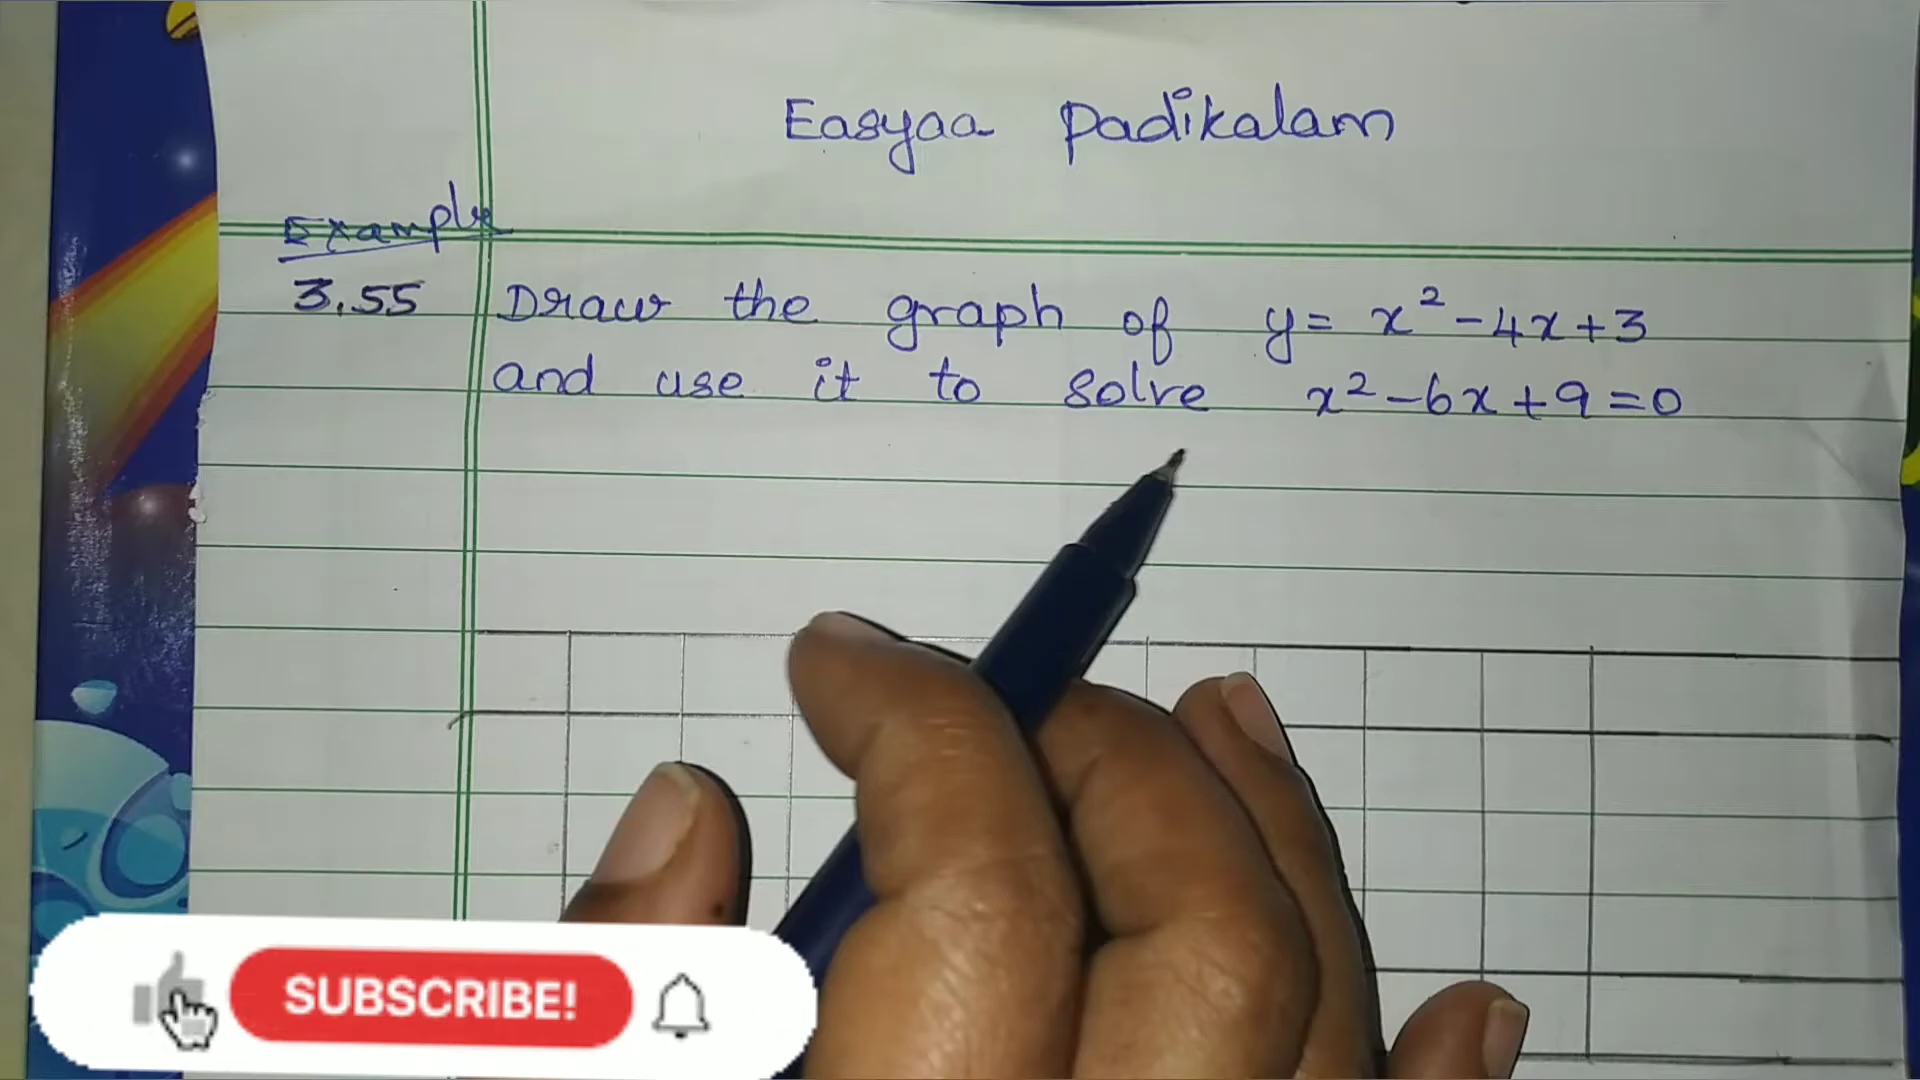 Easyaa Padikalam
Example
3.55 Draw the graph of y = x² - 4x + 3
and use it to solve x² - 6x + 9 = 0
SUBSCRIBE!